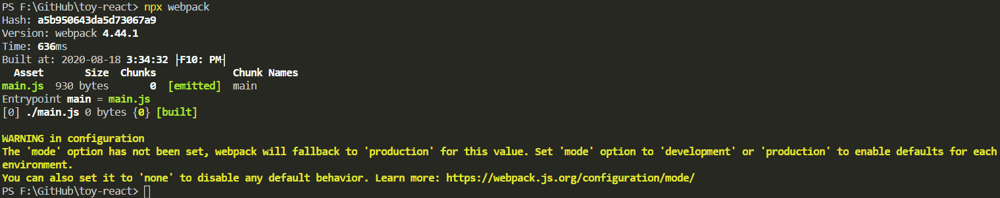 PS F:\GitHub\toy-react> npx webpack
Hash: a5b950643da5d73067a9
Version: webpack 4.44.1
Time: 636ms
Built at: 2020-08-18 3:34:32 |F10: PM|
  Asset       Size  Chunks             Chunk Names
main.js  930 bytes       0  [emitted]  main
Entrypoint main = main.js
[0] ./main.js 0 bytes {0} [built]

WARNING in configuration
The 'mode' option has not been set, webpack will fallback to 'production' for this value. Set 'mode' option to 'development' or 'production' to enable defaults for each
environment.
You can also set it to 'none' to disable any default behavior. Learn more: https://webpack.js.org/configuration/mode/
PS F:\GitHub\toy-react>